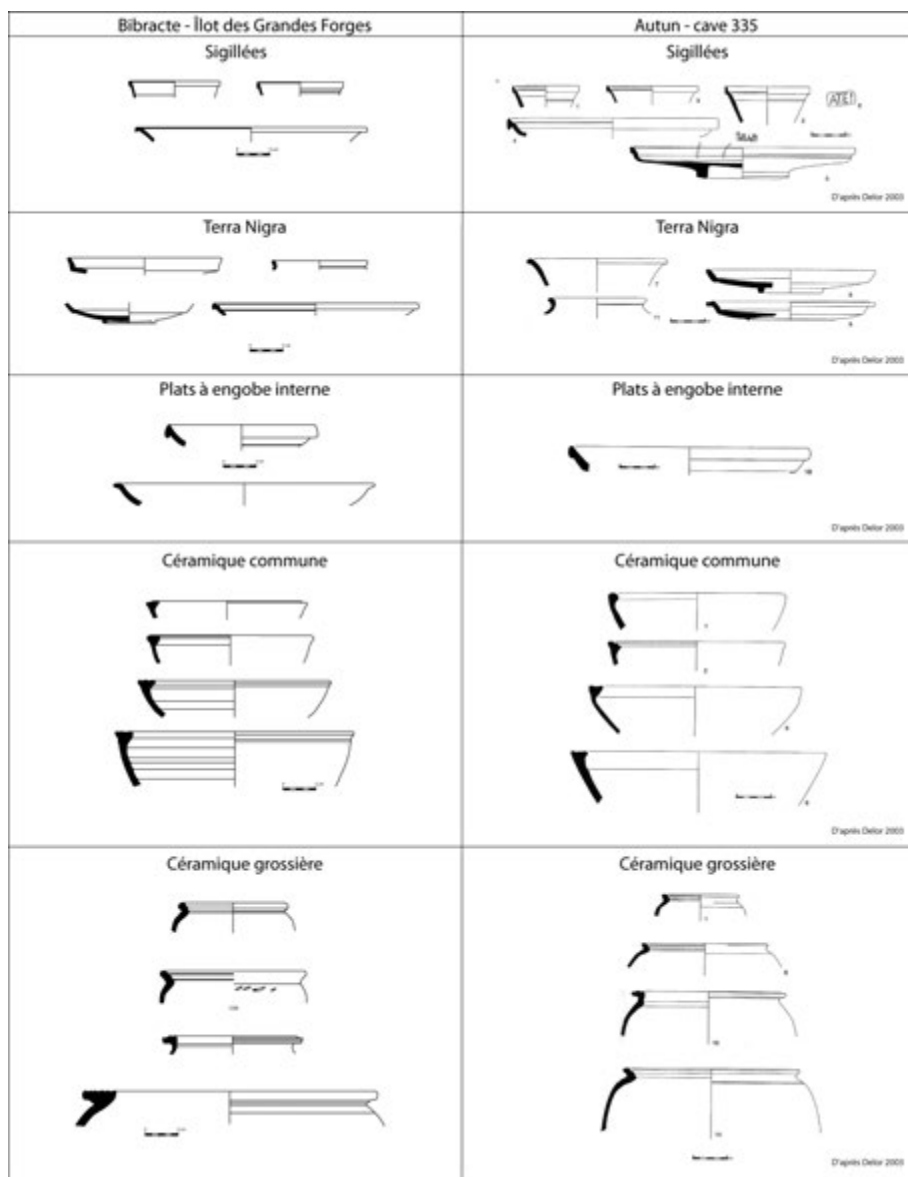 Bibracte - Îlot des Grandes Forges
Autun - cave 335
Sigillées
Sigillées
ATEI
D'après Delor 2003
Terra Nigra
Terra Nigra
D'après Delor 2003
Plats à engobe interne
Plats à engobe interne
D'après Delor 2003
Céramique commune
Céramique commune
D'après Delor 2003
Céramique grossière
Céramique grossière
D'après Delor 2003